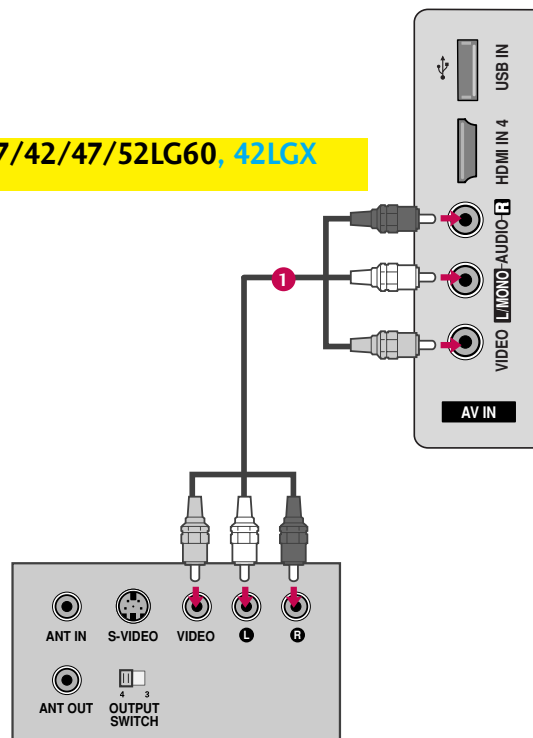 7/42/47/52LG60, 42LGX
USB IN
HDMI IN 4
AUDIO R
L/MONO
VIDEO
AV IN
1
ANT IN
S-VIDEO
VIDEO
L
R
ANT OUT
4 3
OUTPUT
SWITCH